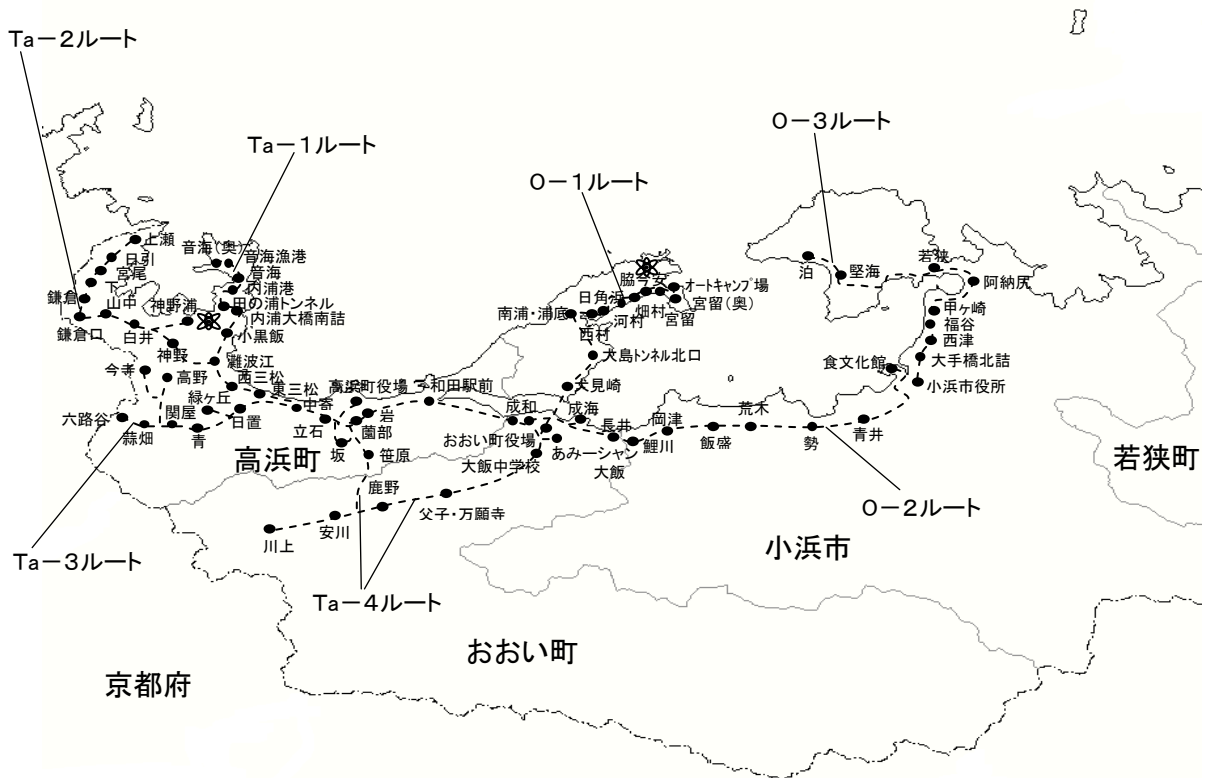 Ta－2ルート
Ta－1ルート
O－1ルート
O－3ルート
上瀬
日引
宮尾
下
鎌倉
山中
鎌倉口
白井
神野浦
神野
音海(奥)
音海漁港
音海
内浦港
田の浦トンネル
内浦大橋南詰
小黒飯
難波江
今寺
高野
西三松
東三松
緑ヶ丘
六路谷
蒜畑
関屋
青
日置
中寄
立石
高浜町役場
岩
薗部
坂
笹原
和田駅前
高浜町
鹿野
安川
川上
父子・万願寺
成和
おおい町役場
大飯中学校
成海
あみーシャン
大飯
長井
鯉川
岡津
飯盛
荒木
勢
青井
犬見崎
大島トンネル北口
西村
南浦・浦底
日角浜
河村
畑村
脇今安
宮留
宮留(奥)
オートキャンプ場
泊
堅海
若狭
阿納尻
甲ヶ崎
福谷
西津
大手橋北詰
小浜市役所
食文化館
若狭町
小浜市
O－2ルート
Ta－3ルート
Ta－4ルート
おおい町
京都府